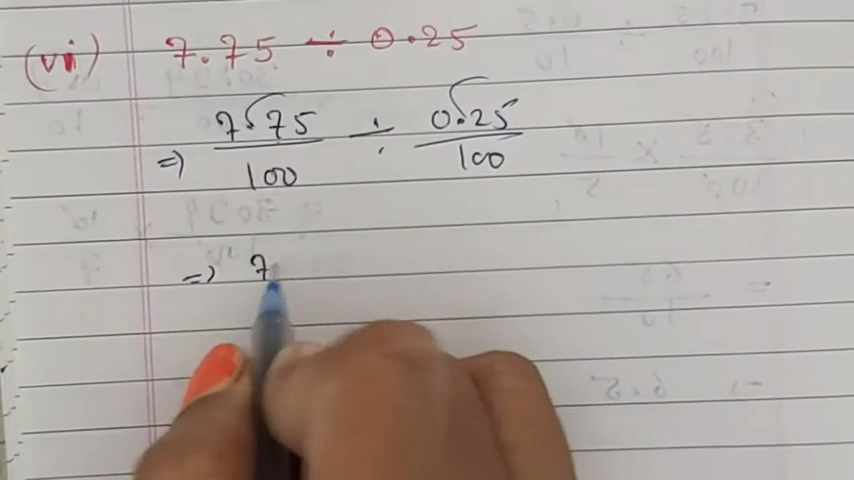 (vi) 7.75 ÷ 0.25
=> 7.75/100 ÷ 0.25/100
=> 7